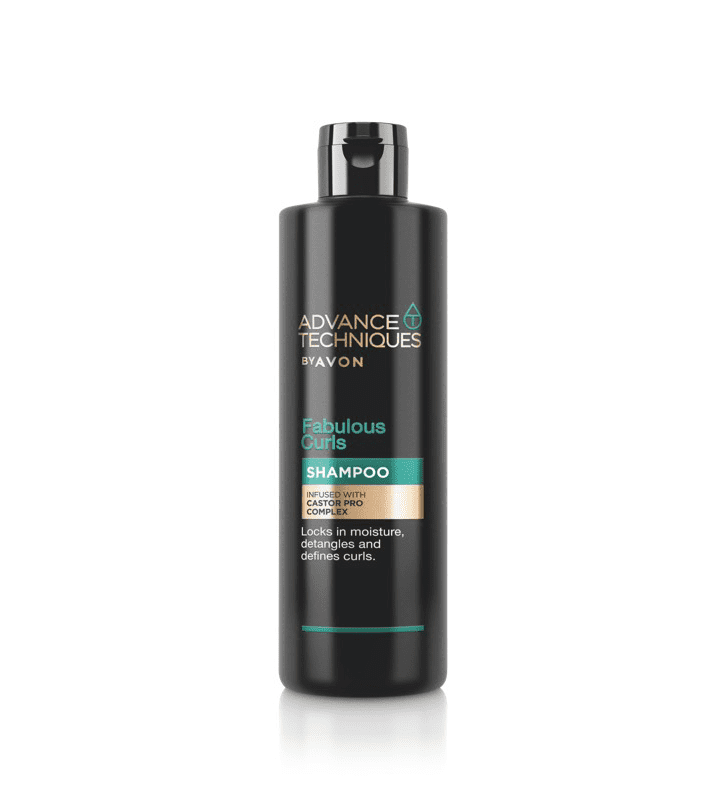 ADVANCE T
TECHNIQUES
BY AVON
Fabulous
Curls
SHAMPOO
INFUSED WITH
CASTOR PRO
COMPLEX
Locks in moisture,
detangles and
defines curls.